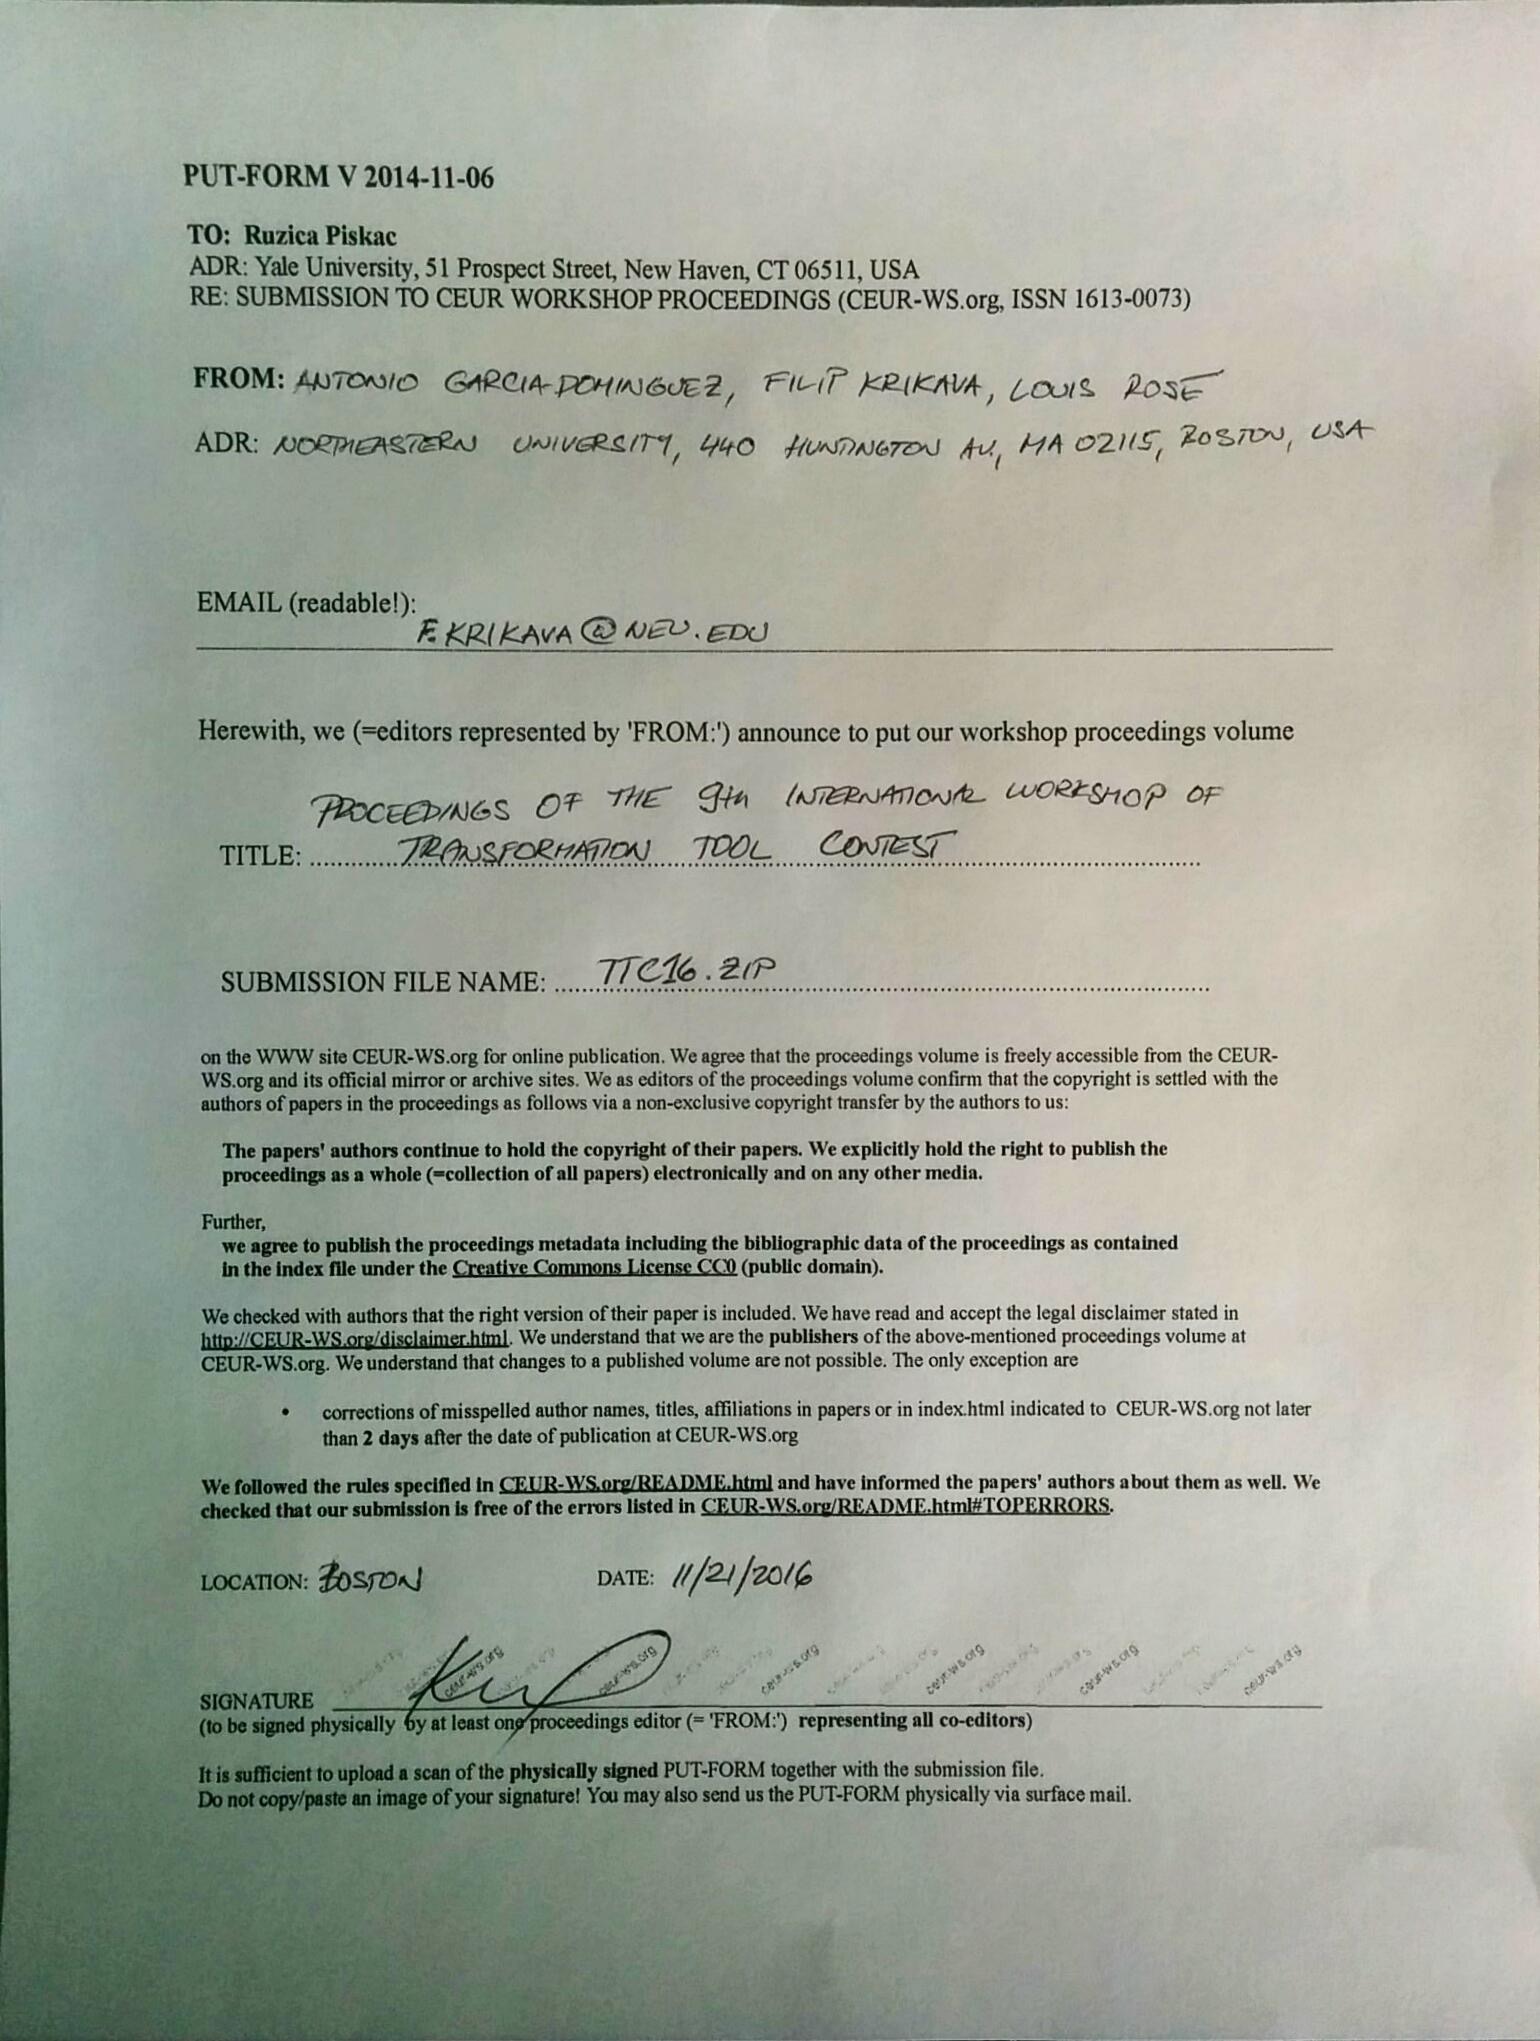 PUT-FORM V 2014-11-06
TO: Ruzica Piskac
ADR: Yale University, 51 Prospect Street, New Haven, CT 06511, USA
RE: SUBMISSION TO CEUR WORKSHOP PROCEEDINGS (CEUR-WS.org, ISSN 1613-0073)
FROM: ANTONIO GARCIA-DOMINGUEZ, FILIP KRIKAVA, LOUIS ROSE
ADR: NORTHEASTERN UNIVERSITY, 440 HUNTINGTON AV., MA 02115, BOSTON, USA
EMAIL (readable!):
F.KRIKAVA@NEU.EDU
Herewith, we (=editors represented by 'FROM:') announce to put our workshop proceedings volume
PROCEEDINGS OF THE 9th INTERNATIONAL WORKSHOP OF
TITLE: TRANSFORMATION TOOL CONTEST
SUBMISSION FILE NAME: TTC16.ZIP
on the WWW site CEUR-WS.org for online publication. We agree that the proceedings volume is freely accessible from the CEUR-
WS.org and its official mirror or archive sites. We as editors of the proceedings volume confirm that the copyright is settled with the
authors of papers in the proceedings as follows via a non-exclusive copyright transfer by the authors to us:
The papers' authors continue to hold the copyright of their papers. We explicitly hold the right to publish the
proceedings as a whole (=collection of all papers) electronically and on any other media.
Further,
we agree to publish the proceedings metadata including the bibliographic data of the proceedings as contained
in the index file under the Creative Commons License CC0 (public domain).
We checked with authors that the right version of their paper is included. We have read and accept the legal disclaimer stated in
http://CEUR-WS.org/disclaimer.html. We understand that we are the publishers of the above-mentioned proceedings volume at
CEUR-WS.org. We understand that changes to a published volume are not possible. The only exception are
• corrections of misspelled author names, titles, affiliations in papers or in index.html indicated to CEUR-WS.org not later
than 2 days after the date of publication at CEUR-WS.org
We followed the rules specified in CEUR-WS.org/README.html and have informed the papers' authors about them as well. We
checked that our submission is free of the errors listed in CEUR-WS.org/README.html#TOPERRORS.
LOCATION: BOSTON DATE: 11/21/2016
ceur-ws.org ceur-ws.org ceur-ws.org ceur-ws.org ceur-ws.org ceur-ws.org
SIGNATURE
(to be signed physically by at least one proceedings editor (= 'FROM:') representing all co-editors)
It is sufficient to upload a scan of the physically signed PUT-FORM together with the submission file.
Do not copy/paste an image of your signature! You may also send us the PUT-FORM physically via surface mail.